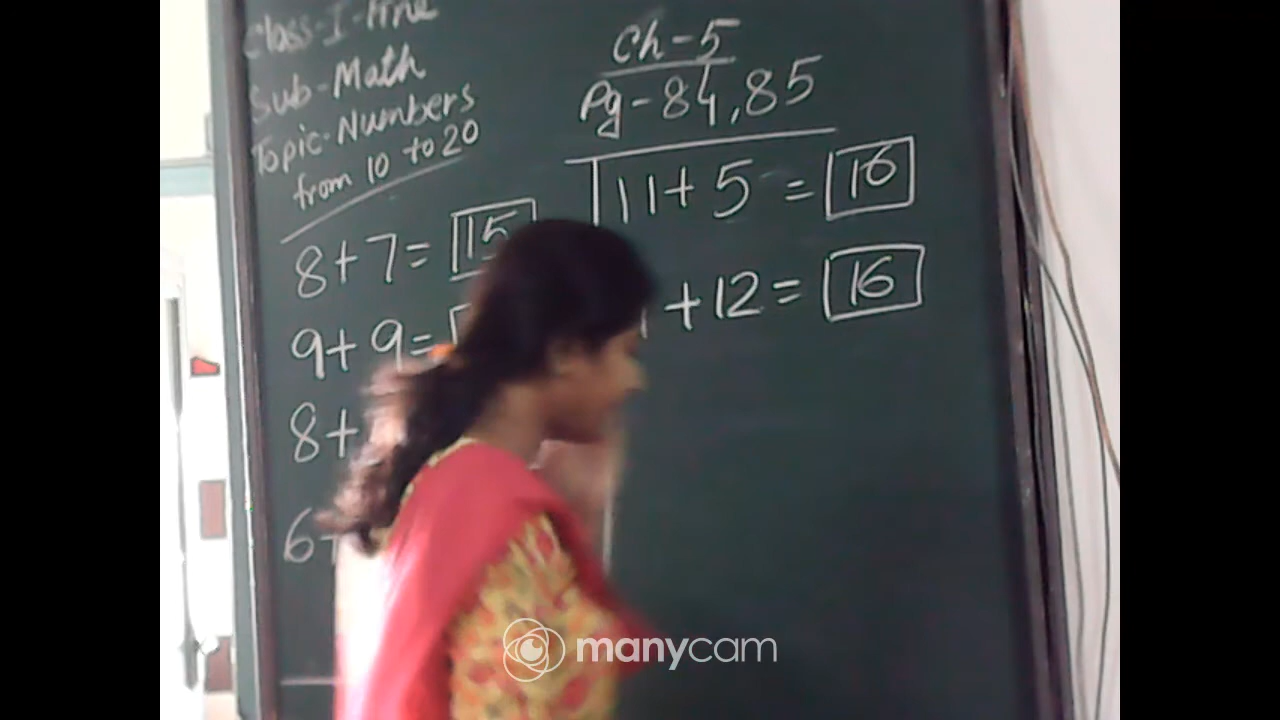 Class-I-fine
Sub-Math
Topic-Numbers
from 10 to 20
8+7= 15
9+9=
8+
6+
Ch-5
Pg-84,85
11+5 = 16
+12= 16
manycam